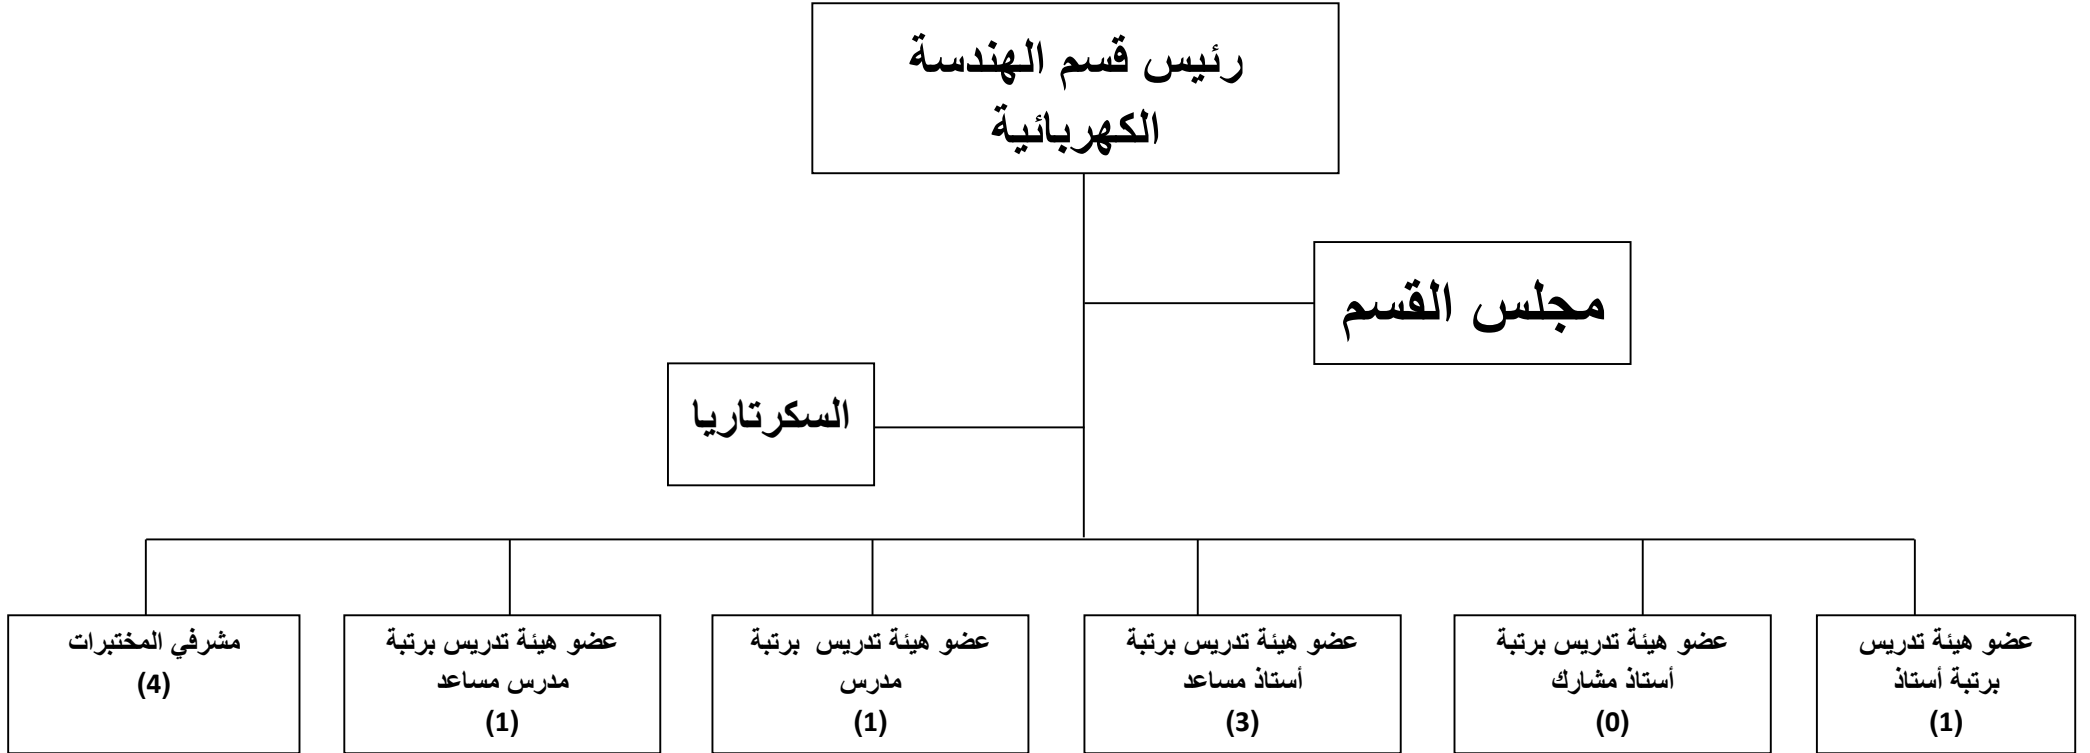 رئيس قسم الهندسة
الكهربائية
مجلس القسم
السكرتاريا
عضو هيئة تدريس
برتبة أستاذ
(1)
عضو هيئة تدريس برتبة
أستاذ مشارك
(0)
عضو هيئة تدريس برتبة
أستاذ مساعد
(3)
عضو هيئة تدريس برتبة
مدرس
(1)
عضو هيئة تدريس برتبة
مدرس مساعد
(1)
مشرفي المختبرات
(4)